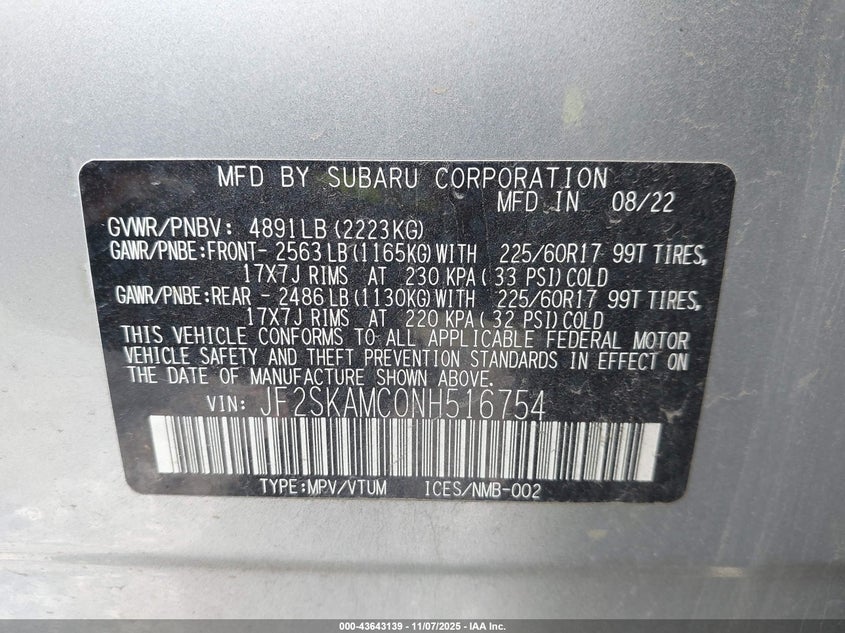 MFD BY SUBARU CORPORATION
MFD IN 08/22
GVWR/PNBV: 4891LB (2223KG)
GAWR/PNBE:FRONT- 2563LB(1165KG)WITH 225/60R17 99T TIRES,
17X7J RIMS AT 230 KPA( 33 PSI)COLD
GAWR/PNBE:REAR - 2486LB(1130KG)WITH 225/60R17 99T TIRES,
17X7J RIMS AT 220 KPA( 32 PSI)COLD
THIS VEHICLE CONFORMS TO ALL APPLICABLE FEDERAL MOTOR
VEHICLE SAFETY AND THEFT PREVENTION STANDARDS IN EFFECT ON
THE DATE OF MANUFACTURE SHOWN ABOVE.
VIN: JF2SKAMC0NH516754
TYPE:MPV/VTUM ICES/NMB-002
000-43643139 - 11/07/2025 - IAA Inc.